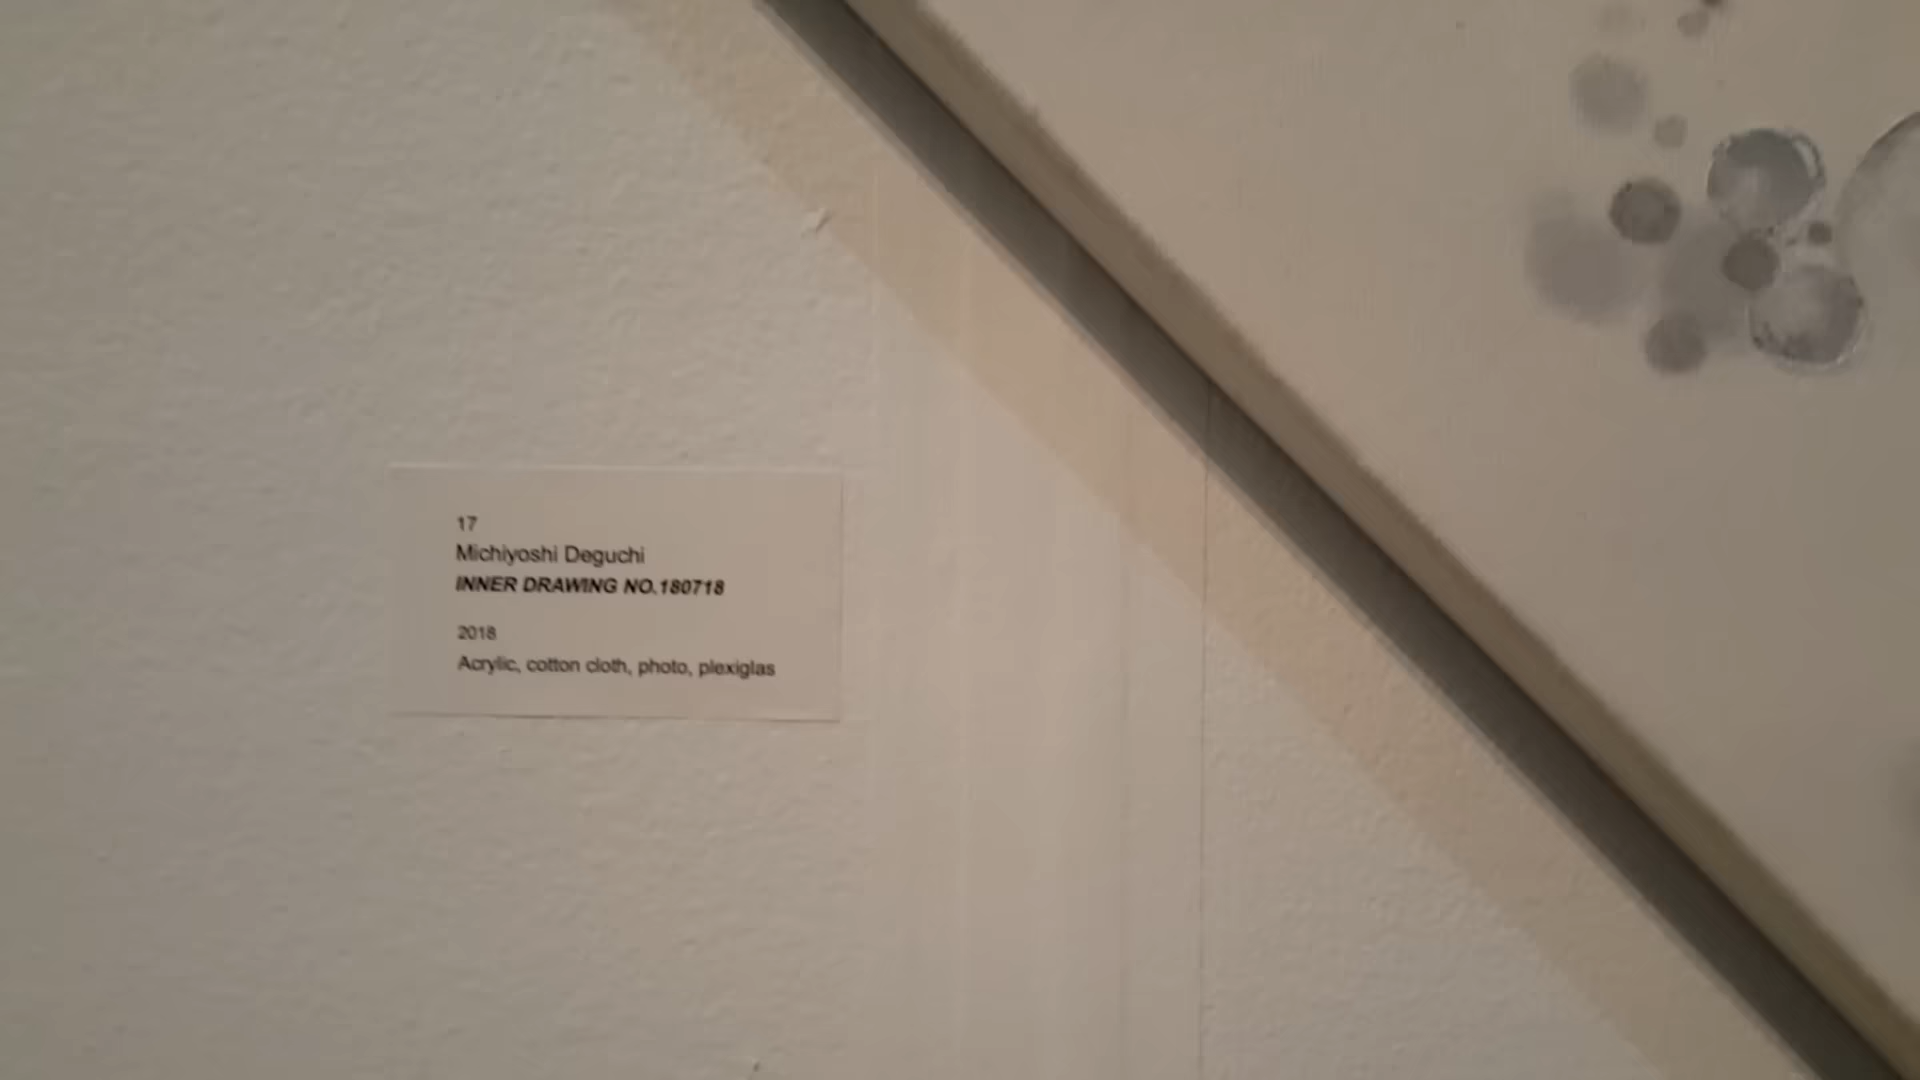 17
Michiyoshi Deguchi
INNER DRAWING NO.180718
2018
Acrylic, cotton cloth, photo, plexiglas